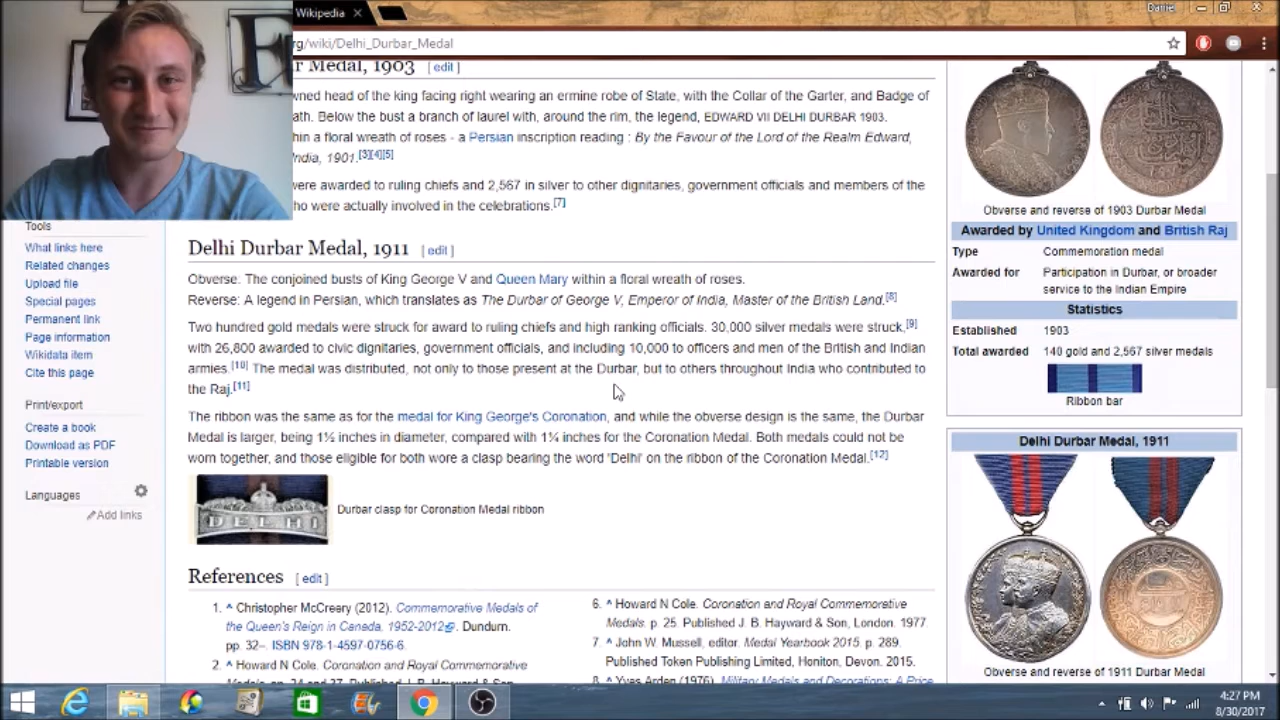 Wikipedia
Daniel
rg/wiki/Delhi_Durbar_Medal
r Medal, 1903 [ edit ]
wned head of the king facing right wearing an ermine robe of State, with the Collar of the Garter, and Badge of
ath. Below the bust a branch of laurel with, around the rim, the legend, EDWARD VII DELHI DURBAR 1903.
hin a floral wreath of roses - a Persian inscription reading : By the Favour of the Lord of the Realm Edward,
India, 1901.[3][4][5]
were awarded to ruling chiefs and 2,567 in silver to other dignitaries, government officials and members of the
ho were actually involved in the celebrations.[7]
Tools
What links here
Related changes
Upload file
Special pages
Permanent link
Page information
Wikidata item
Cite this page
Print/export
Create a book
Download as PDF
Printable version
Languages
Add links
Delhi Durbar Medal, 1911 [ edit ]
Obverse: The conjoined busts of King George V and Queen Mary within a floral wreath of roses.
Reverse: A legend in Persian, which translates as The Durbar of George V, Emperor of India, Master of the British Land.[8]
Two hundred gold medals were struck for award to ruling chiefs and high ranking officials. 30,000 silver medals were struck,[9]
with 26,800 awarded to civic dignitaries, government officials, and including 10,000 to officers and men of the British and Indian
armies.[10] The medal was distributed, not only to those present at the Durbar, but to others throughout India who contributed to
the Raj.[11]
The ribbon was the same as for the medal for King George's Coronation, and while the obverse design is the same, the Durbar
Medal is larger, being 1½ inches in diameter, compared with 1¼ inches for the Coronation Medal. Both medals could not be
worn together, and those eligible for both wore a clasp bearing the word 'Delhi' on the ribbon of the Coronation Medal.[12]
DELHI
Durbar clasp for Coronation Medal ribbon
References [ edit ]
1. ^ Christopher McCreery (2012). Commemorative Medals of
the Queen's Reign in Canada, 1952-2012. Dundurn.
pp. 32–. ISBN 978-1-4597-0756-6.
2. ^ Howard N Cole. Coronation and Royal Commemorative
6. ^ Howard N Cole. Coronation and Royal Commemorative
Medals. p. 25. Published J. B. Hayward & Son, London. 1977.
7. ^ John W. Mussell, editor. Medal Yearbook 2015. p. 289.
Published Token Publishing Limited, Honiton, Devon. 2015.
8. ^ Yves Arden (1976). Military Medals and Decorations: A Price
Obverse and reverse of 1903 Durbar Medal
Awarded by United Kingdom and British Raj
Type Commemoration medal
Awarded for Participation in Durbar, or broader
service to the Indian Empire
Statistics
Established 1903
Total awarded 140 gold and 2,567 silver medals
Ribbon bar
Delhi Durbar Medal, 1911
Obverse and reverse of 1911 Durbar Medal
4:27 PM
8/30/2017